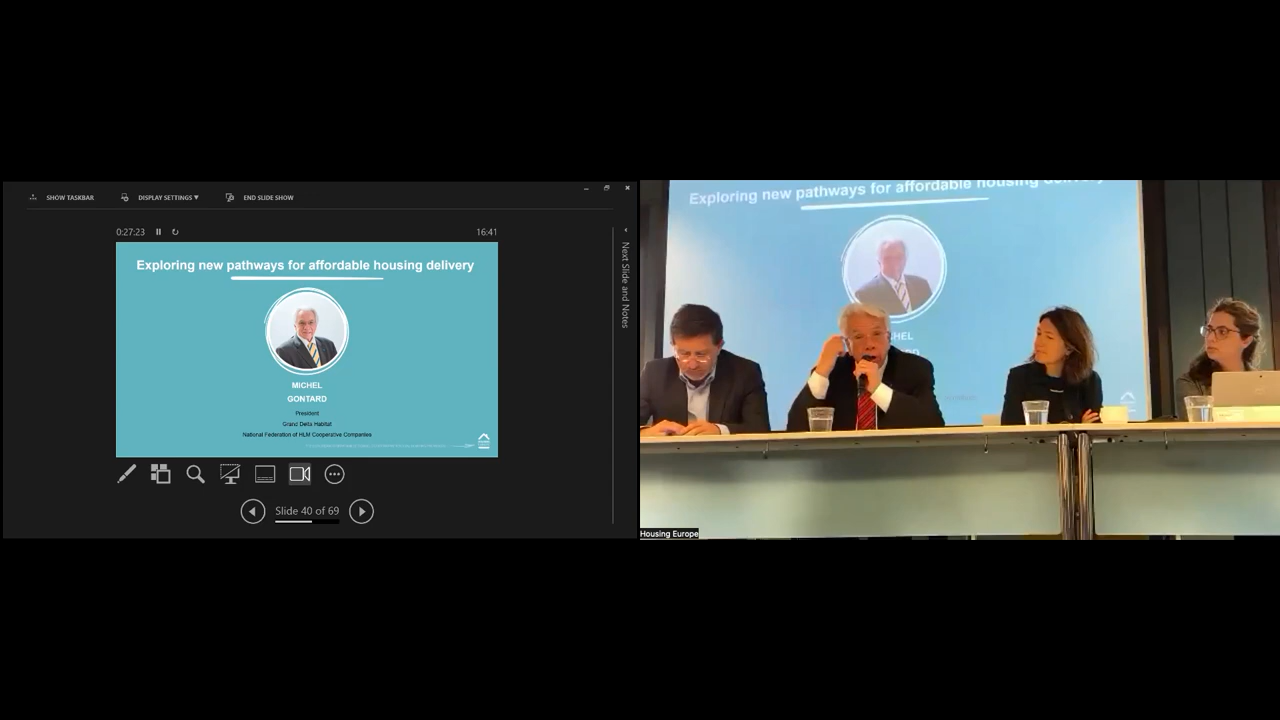 SHOW TASKBAR
DISPLAY SETTINGS ▼
END SLIDE SHOW
0:27:23
16:41
Exploring new pathways for affordable housing delivery
MICHEL
GONTARD
President
Grand Delta Habitat
National Federation of HLM Cooperative Companies
Slide 40 of 69
Next Slide and Notes
Exploring new pathways for affordable housing delivery
Housing Europe